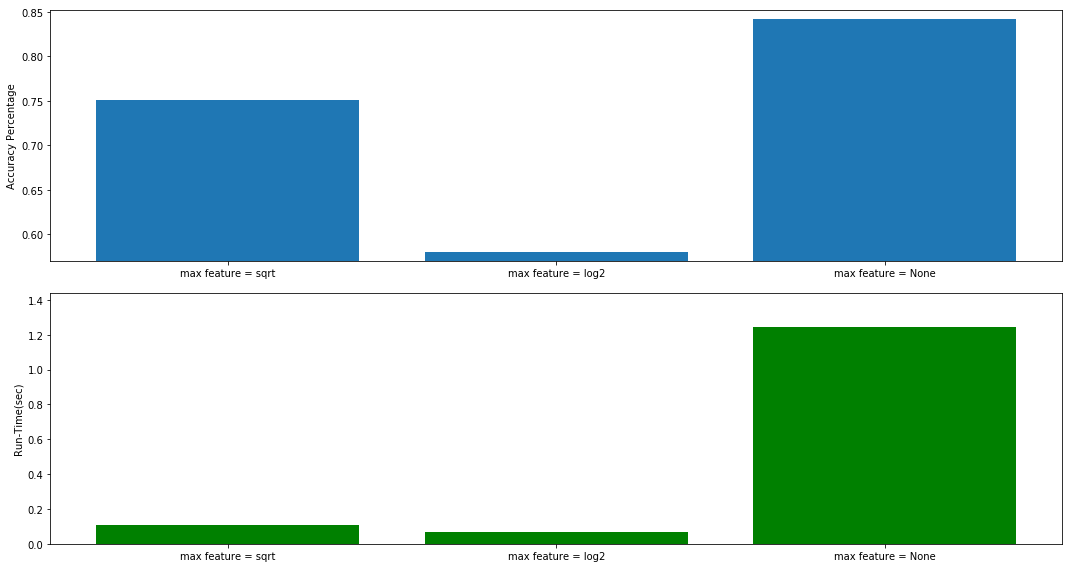 Accuracy Percentage
0.85
0.80
0.75
0.70
0.65
0.60
max feature = sqrt
max feature = log2
max feature = None
Run-Time(sec)
1.4
1.2
1.0
0.8
0.6
0.4
0.2
0.0
max feature = sqrt
max feature = log2
max feature = None